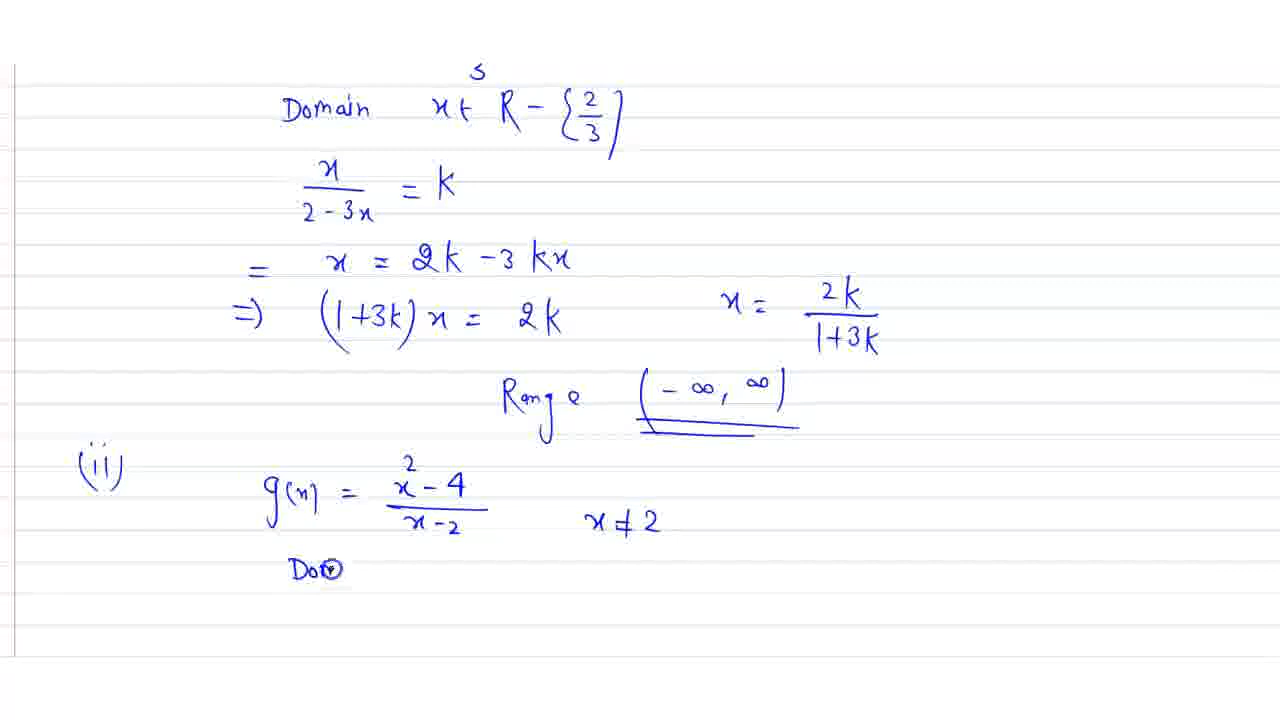 s
Domain x ∈ R - {2/3}
x/(2-3x) = k
= x = 2k - 3kx
⇒ (1+3k)x = 2k x = 2k/(1+3k)
Range (-∞, ∞)
(ii)
g(x) = (x² - 4)/(x-2) x ≠ 2
Do